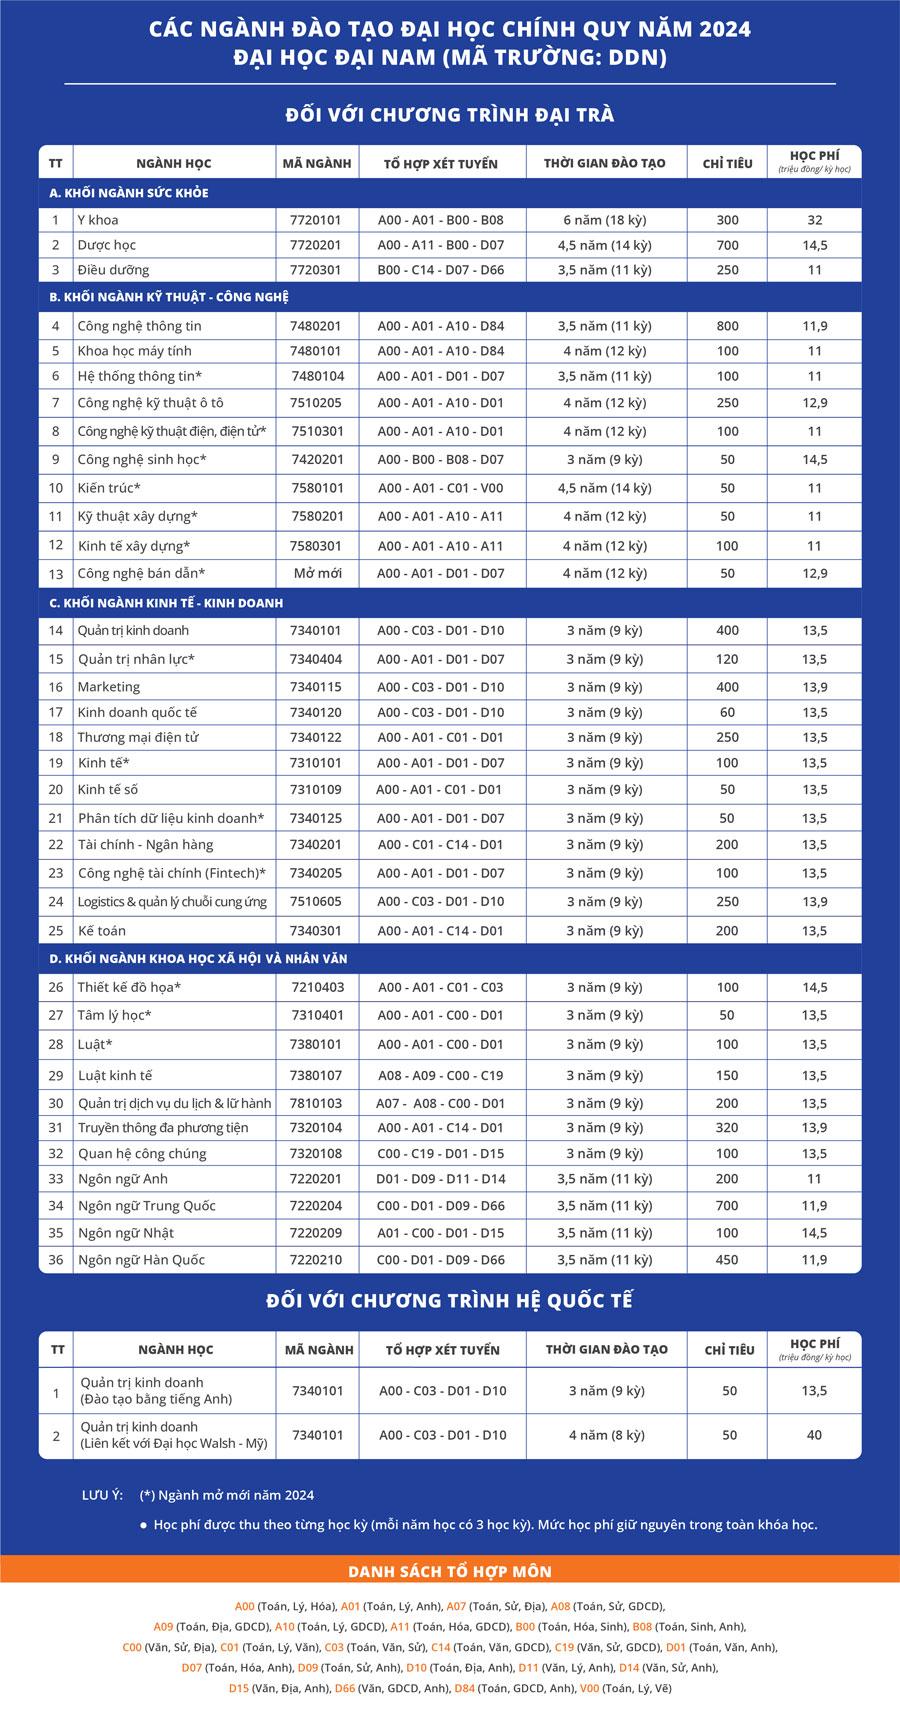 CÁC NGÀNH ĐÀO TẠO ĐẠI HỌC CHÍNH QUY NĂM 2024
ĐẠI HỌC ĐẠI NAM (MÃ TRƯỜNG: DDN)
ĐỐI VỚI CHƯƠNG TRÌNH ĐẠI TRÀ
TT NGÀNH HỌC MÃ NGÀNH TỔ HỢP XÉT TUYỂN THỜI GIAN ĐÀO TẠO CHỈ TIÊU HỌC PHÍ (triệu đồng/ kỳ học)
A. KHỐI NGÀNH SỨC KHỎE
1 Y khoa 7720101 A00 - A01 - B00 - B08 6 năm (18 kỳ) 300 32
2 Dược học 7720201 A00 - A11 - B00 - D07 4,5 năm (14 kỳ) 700 14,5
3 Điều dưỡng 7720301 B00 - C14 - D07 - D66 3,5 năm (11 kỳ) 250 11
B. KHỐI NGÀNH KỸ THUẬT - CÔNG NGHỆ
4 Công nghệ thông tin 7480201 A00 - A01 - A10 - D84 3,5 năm (11 kỳ) 800 11,9
5 Khoa học máy tính 7480101 A00 - A01 - A10 - D84 4 năm (12 kỳ) 100 11
6 Hệ thống thông tin* 7480104 A00 - A01 - D01 - D07 3,5 năm (11 kỳ) 100 11
7 Công nghệ kỹ thuật ô tô 7510205 A00 - A01 - A10 - D01 4 năm (12 kỳ) 250 12,9
8 Công nghệ kỹ thuật điện, điện tử* 7510301 A00 - A01 - A10 - D01 4 năm (12 kỳ) 100 11
9 Công nghệ sinh học* 7420201 A00 - B00 - B08 - D07 3 năm (9 kỳ) 50 14,5
10 Kiến trúc* 7580101 A00 - A01 - C01 - V00 4,5 năm (14 kỳ) 50 11
11 Kỹ thuật xây dựng* 7580201 A00 - A01 - A10 - A11 4 năm (12 kỳ) 50 11
12 Kinh tế xây dựng* 7580301 A00 - A01 - A10 - A11 4 năm (12 kỳ) 100 11
13 Công nghệ bán dẫn* Mở mới A00 - A01 - D01 - D07 4 năm (12 kỳ) 50 12,9
C. KHỐI NGÀNH KINH TẾ - KINH DOANH
14 Quản trị kinh doanh 7340101 A00 - C03 - D01 - D10 3 năm (9 kỳ) 400 13,5
15 Quản trị nhân lực* 7340404 A00 - A01 - D01 - D07 3 năm (9 kỳ) 120 13,5
16 Marketing 7340115 A00 - C03 - D01 - D10 3 năm (9 kỳ) 400 13,9
17 Kinh doanh quốc tế 7340120 A00 - C03 - D01 - D10 3 năm (9 kỳ) 60 13,5
18 Thương mại điện tử 7340122 A00 - A01 - C01 - D01 3 năm (9 kỳ) 250 13,5
19 Kinh tế* 7310101 A00 - A01 - D01 - D07 3 năm (9 kỳ) 100 13,5
20 Kinh tế số 7310109 A00 - A01 - C01 - D01 3 năm (9 kỳ) 50 13,5
21 Phân tích dữ liệu kinh doanh* 7340125 A00 - A01 - D01 - D07 3 năm (9 kỳ) 50 13,5
22 Tài chính - Ngân hàng 7340201 A00 - C01 - C14 - D01 3 năm (9 kỳ) 200 13,5
23 Công nghệ tài chính (Fintech)* 7340205 A00 - A01 - D01 - D07 3 năm (9 kỳ) 100 13,5
24 Logistics & quản lý chuỗi cung ứng 7510605 A00 - C03 - D01 - D10 3 năm (9 kỳ) 250 13,9
25 Kế toán 7340301 A00 - A01 - C14 - D01 3 năm (9 kỳ) 200 13,5
D. KHỐI NGÀNH KHOA HỌC XÃ HỘI VÀ NHÂN VĂN
26 Thiết kế đồ họa* 7210403 A00 - A01 - C01 - C03 3 năm (9 kỳ) 100 14,5
27 Tâm lý học* 7310401 A00 - A01 - C00 - D01 3 năm (9 kỳ) 50 13,5
28 Luật* 7380101 A00 - A01 - C00 - D01 3 năm (9 kỳ) 100 13,5
29 Luật kinh tế 7380107 A08 - A09 - C00 - C19 3 năm (9 kỳ) 150 13,5
30 Quản trị dịch vụ du lịch & lữ hành 7810103 A07 - A08 - C00 - D01 3 năm (9 kỳ) 200 13,5
31 Truyền thông đa phương tiện 7320104 A00 - A01 - C14 - D01 3 năm (9 kỳ) 320 13,9
32 Quan hệ công chúng 7320108 C00 - C19 - D01 - D15 3 năm (9 kỳ) 100 13,5
33 Ngôn ngữ Anh 7220201 D01 - D09 - D11 - D14 3,5 năm (11 kỳ) 200 11
34 Ngôn ngữ Trung Quốc 7220204 C00 - D01 - D09 - D66 3,5 năm (11 kỳ) 700 11,9
35 Ngôn ngữ Nhật 7220209 A01 - C00 - D01 - D15 3,5 năm (11 kỳ) 100 14,5
36 Ngôn ngữ Hàn Quốc 7220210 C00 - D01 - D09 - D66 3,5 năm (11 kỳ) 450 11,9
ĐỐI VỚI CHƯƠNG TRÌNH HỆ QUỐC TẾ
TT NGÀNH HỌC MÃ NGÀNH TỔ HỢP XÉT TUYỂN THỜI GIAN ĐÀO TẠO CHỈ TIÊU HỌC PHÍ (triệu đồng/ kỳ học)
1 Quản trị kinh doanh (Đào tạo bằng tiếng Anh) 7340101 A00 - C03 - D01 - D10 3 năm (9 kỳ) 50 13,5
2 Quản trị kinh doanh (Liên kết với Đại học Walsh - Mỹ) 7340101 A00 - C03 - D01 - D10 4 năm (8 kỳ) 50 40
LƯU Ý: (*) Ngành mở mới năm 2024
● Học phí được thu theo từng học kỳ (mỗi năm học có 3 học kỳ). Mức học phí giữ nguyên trong toàn khóa học.
DANH SÁCH TỔ HỢP MÔN
A00 (Toán, Lý, Hóa), A01 (Toán, Lý, Anh), A07 (Toán, Sử, Địa), A08 (Toán, Sử, GDCD),
A09 (Toán, Địa, GDCD), A10 (Toán, Lý, GDCD), A11 (Toán, Hóa, GDCD), B00 (Toán, Hóa, Sinh), B08 (Toán, Sinh, Anh),
C00 (Văn, Sử, Địa), C01 (Toán, Lý, Văn), C03 (Toán, Văn, Sử), C14 (Toán, Văn, GDCD), C19 (Văn, Sử, GDCD), D01 (Toán, Văn, Anh),
D07 (Toán, Hóa, Anh), D09 (Toán, Sử, Anh), D10 (Toán, Địa, Anh), D11 (Văn, Lý, Anh), D14 (Văn, Sử, Anh),
D15 (Văn, Địa, Anh), D66 (Văn, GDCD, Anh), D84 (Toán, GDCD, Anh), V00 (Toán, Lý, Vẽ)